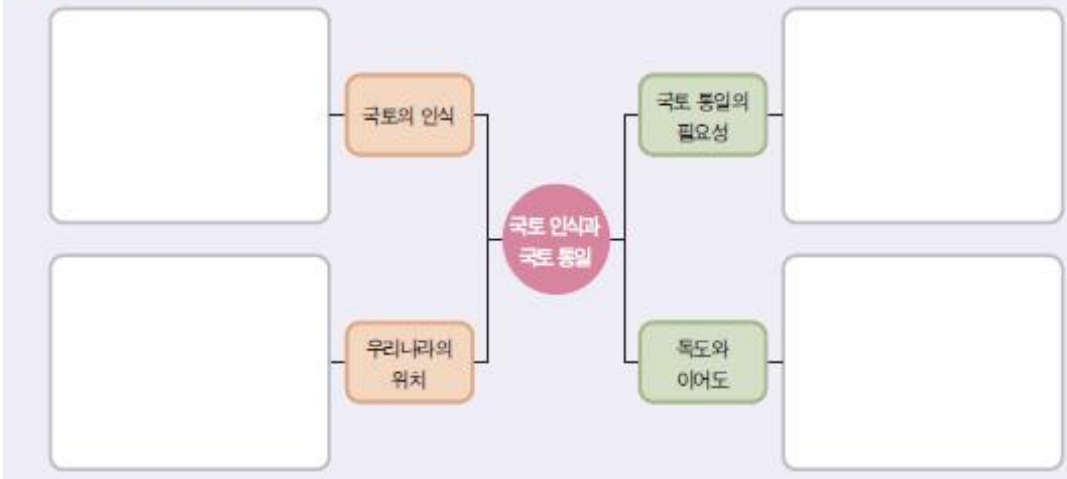 국토의 인식
국토 통일의
필요성
국토 인식과
국토 통일
우리나라의
위치
독도와
이어도